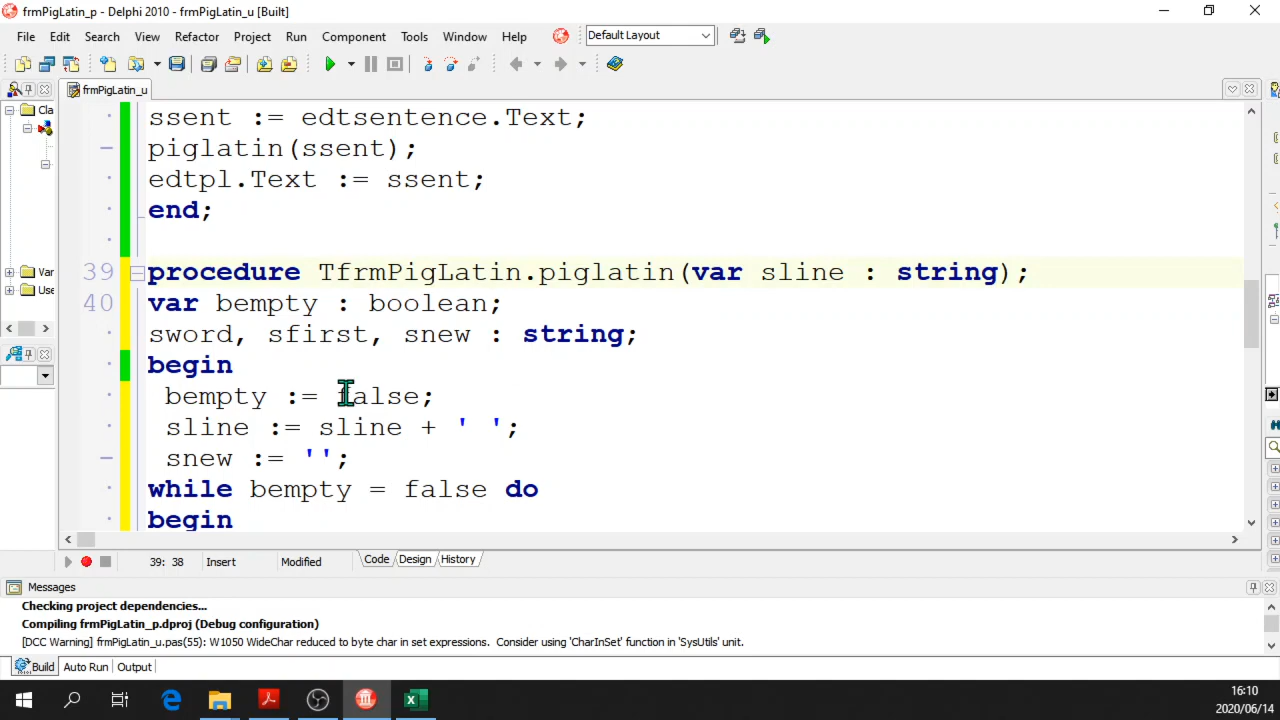 frmPigLatin_p - Delphi 2010 - frmPigLatin_u [Built]
File Edit Search View Refactor Project Run Component Tools Window Help Default Layout
frmPigLatin_u
Cla
Var
Use
ssent := edtsentence.Text;
piglatin(ssent);
edtpl.Text := ssent;
end;
39 procedure TfrmPigLatin.piglatin(var sline : string);
40 var bempty : boolean;
sword, sfirst, snew : string;
begin
bempty := false;
sline := sline + ' ';
snew := '';
while bempty = false do
begin
39: 38 Insert Modified Code Design History
Messages
Checking project dependencies...
Compiling frmPigLatin_p.dproj (Debug configuration)
[DCC Warning] frmPigLatin_u.pas(55): W1050 WideChar reduced to byte char in set expressions. Consider using 'CharInSet' function in 'SysUtils' unit.
Build Auto Run Output
16:10
2020/06/14